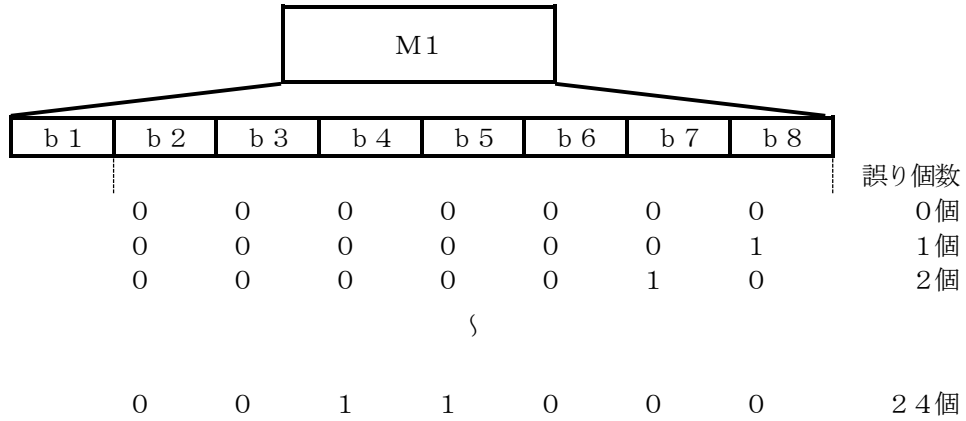 Ｍ１
ｂ１ ｂ２ ｂ３ ｂ４ ｂ５ ｂ６ ｂ７ ｂ８
誤り個数
０ ０ ０ ０ ０ ０ ０ ０個
０ ０ ０ ０ ０ ０ １ １個
０ ０ ０ ０ ０ １ ０ ２個
～
０ ０ １ １ ０ ０ ０ ２４個